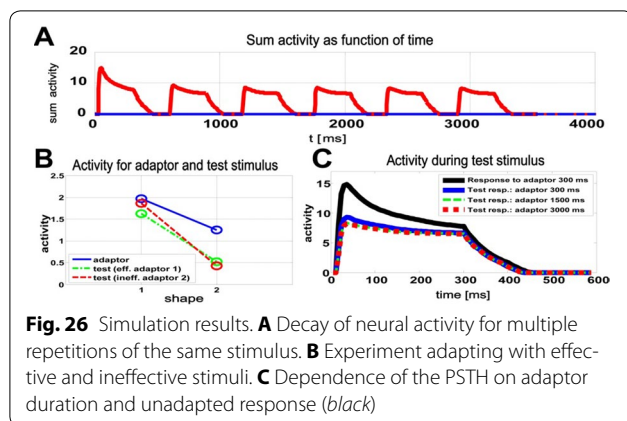 A
Sum activity as function of time
sum activity
20
10
0
0 1000 2000 3000 4000
t [ms]
B
Activity for adaptor and test stimulus
activity
2.5
2
1.5
1
0.5
0
adaptor
test (eff. adaptor 1)
test (ineff. adaptor 2)
1 2
shape
C
Activity during test stimulus
activity
15
10
5
0
Response to adaptor 300 ms
Test resp.: adaptor 300 ms
Test resp.: adaptor 1500 ms
Test resp.: adaptor 3000 ms
0 100 200 300 400 500 600
time [ms]
Fig. 26 Simulation results. A Decay of neural activity for multiple
repetitions of the same stimulus. B Experiment adapting with effec-
tive and ineffective stimuli. C Dependence of the PSTH on adaptor
duration and unadapted response (black)